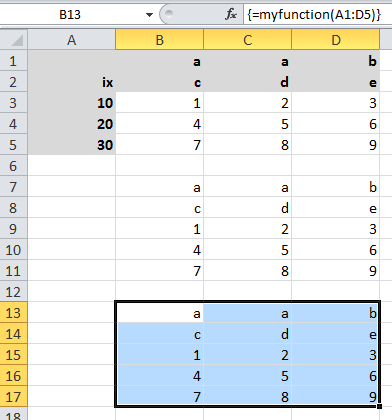 B13 fx {=myfunction(A1:D5)}
A B C D
1 a a b
2 ix c d e
3 10 1 2 3
4 20 4 5 6
5 30 7 8 9
6
7 a a b
8 c d e
9 1 2 3
10 4 5 6
11 7 8 9
12
13 a a b
14 c d e
15 1 2 3
16 4 5 6
17 7 8 9
18